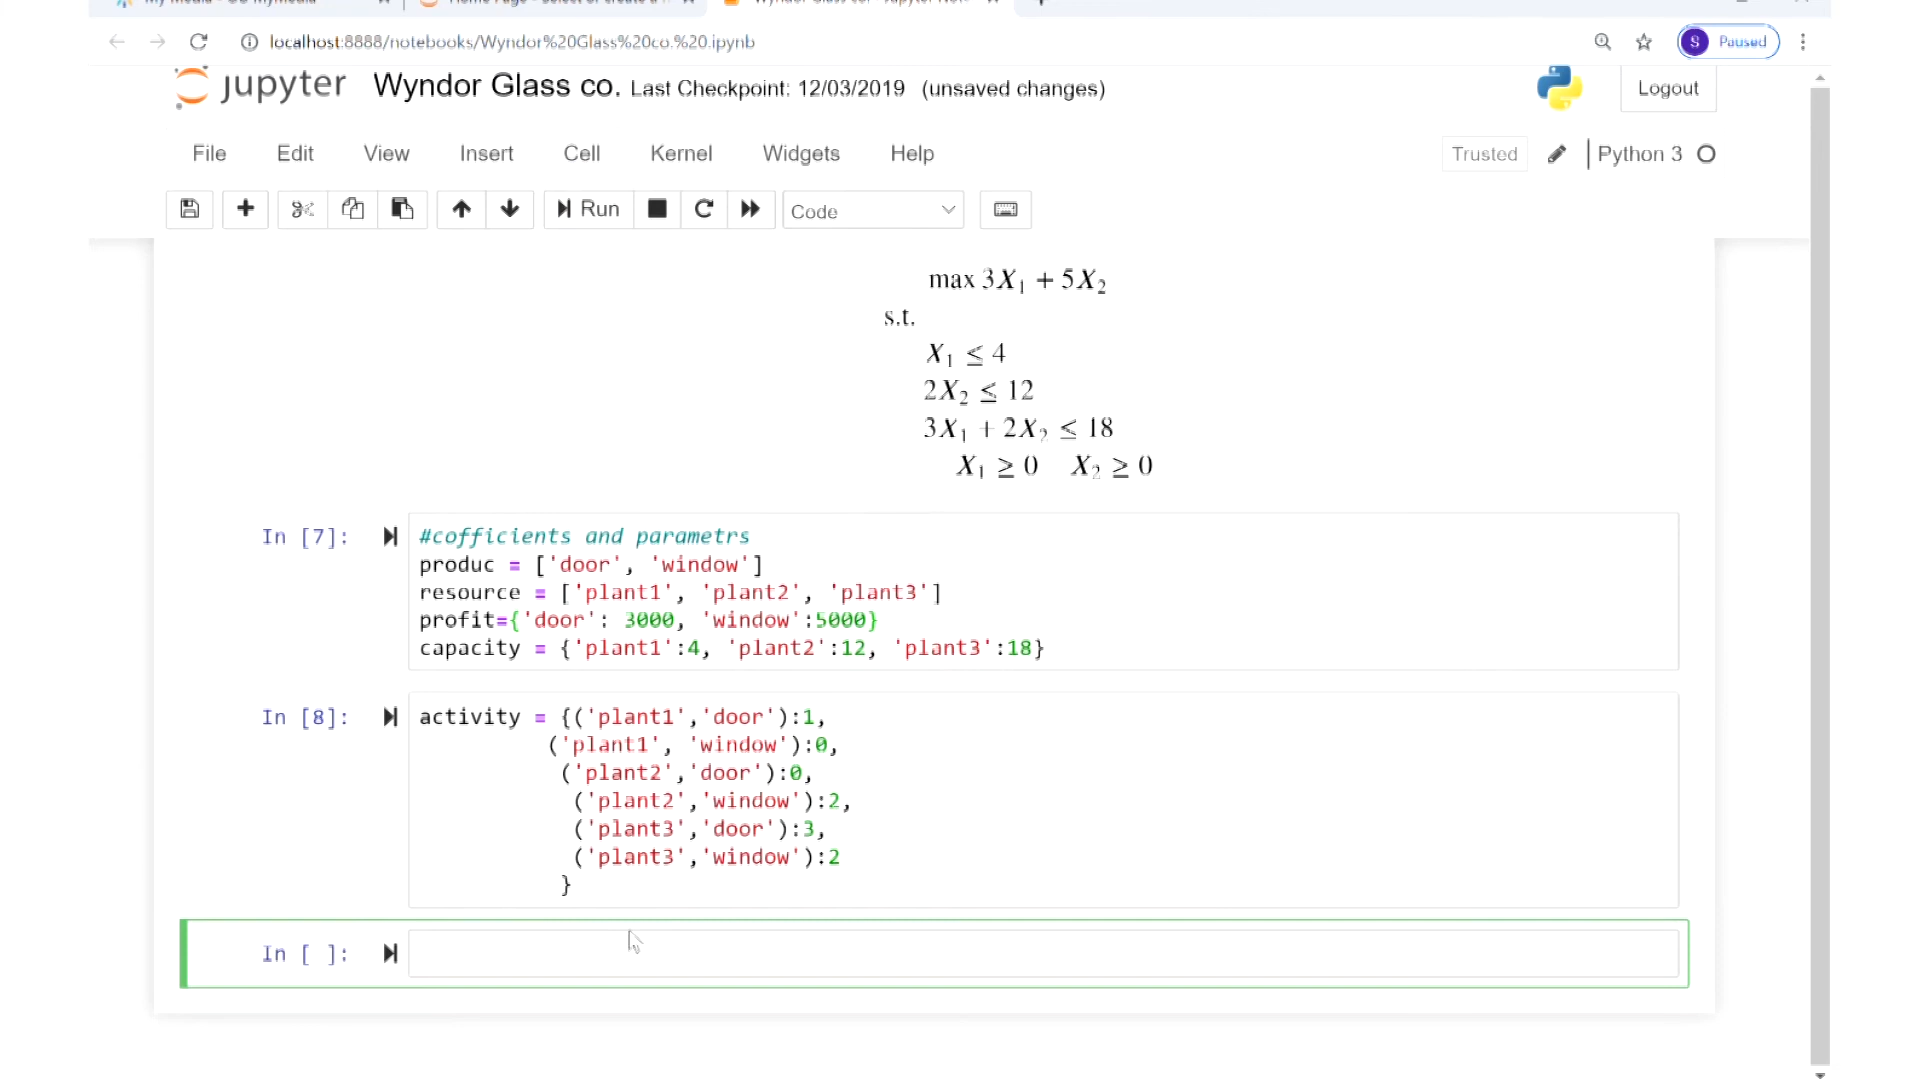 localhost:8888/notebooks/Wyndor%20Glass%20co.%20.ipynb
S Paused
jupyter Wyndor Glass co. Last Checkpoint: 12/03/2019 (unsaved changes)
Logout
File Edit View Insert Cell Kernel Widgets Help
Trusted Python 3
Run Code
max 3X₁ + 5X₂
s.t.
X₁ ≤ 4
2X₂ ≤ 12
3X₁ + 2X₂ ≤ 18
X₁ ≥ 0 X₂ ≥ 0
In [7]: #cofficients and parametrs
produc = ['door', 'window']
resource = ['plant1', 'plant2', 'plant3']
profit={'door': 3000, 'window':5000}
capacity = {'plant1':4, 'plant2':12, 'plant3':18}
In [8]: activity = {('plant1','door'):1,
('plant1', 'window'):0,
('plant2','door'):0,
('plant2','window'):2,
('plant3','door'):3,
('plant3','window'):2
}
In [ ]: